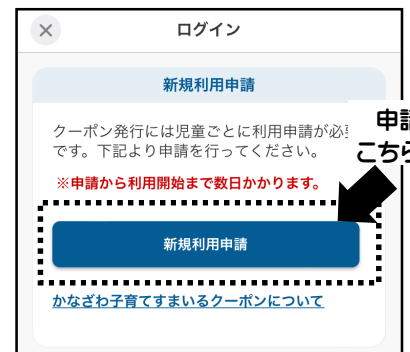 ログイン
新規利用申請
クーポン発行には児童ごとに利用申請が必
です。下記より申請を行ってください。
申
こちら
※申請から利用開始まで数日かかります。
新規利用申請
かなざわ子育てすまいるクーポンについて